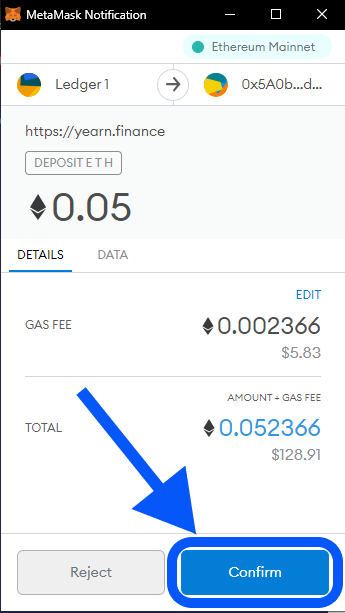 MetaMask Notification
Ethereum Mainnet
Ledger 1
0x5A0b...d...
https://yearn.finance
DEPOSIT E T H
0.05
DETAILS
DATA
EDIT
GAS FEE
0.002366
$5.83
AMOUNT + GAS FEE
TOTAL
0.052366
$128.91
Reject
Confirm